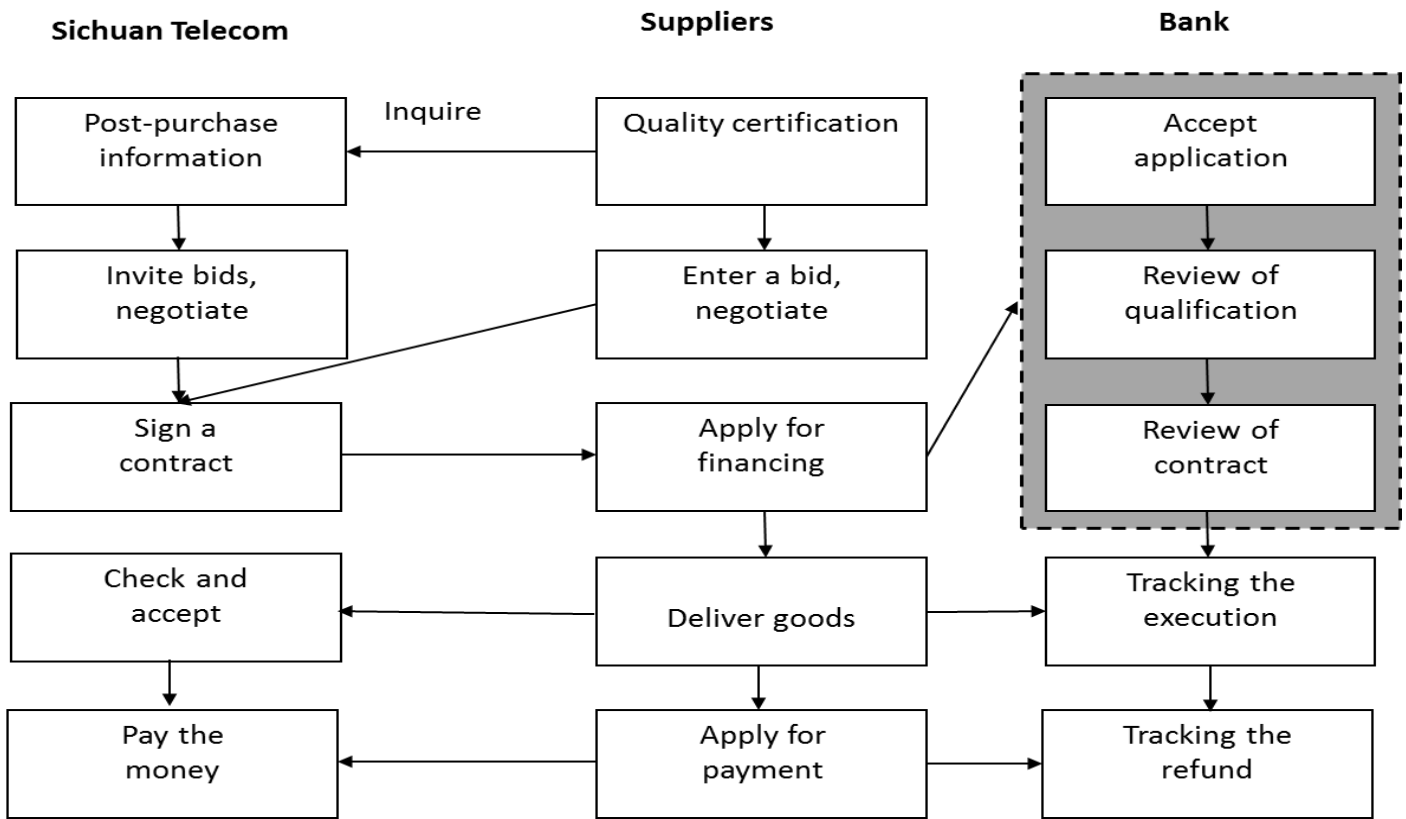 Sichuan Telecom
Suppliers
Bank
Post-purchase
information
Inquire
Quality certification
Accept
application
Invite bids,
negotiate
Enter a bid,
negotiate
Review of
qualification
Sign a
contract
Apply for
financing
Review of
contract
Check and
accept
Deliver goods
Tracking the
execution
Pay the
money
Apply for
payment
Tracking the
refund